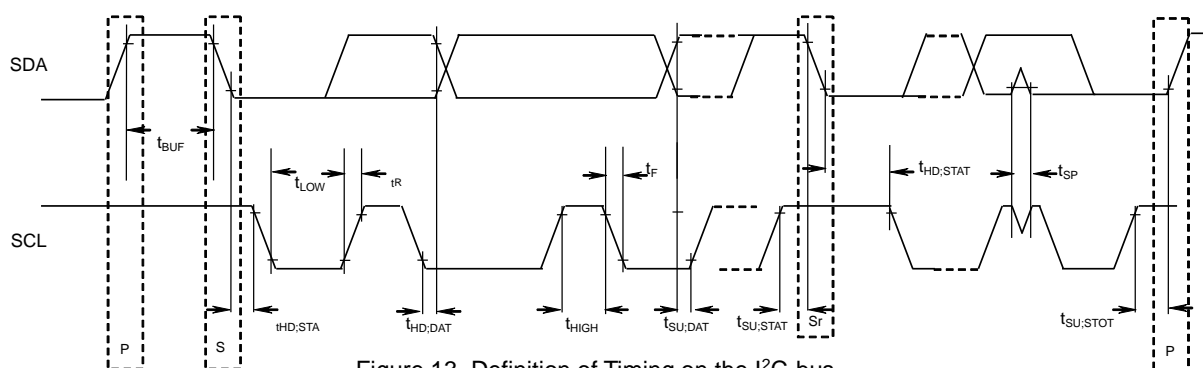 SDA
tBUF
tLOW
tR
tF
tHD;STAT
tSP
SCL
tHD;STA
tHD;DAT
tHIGH
tSU;DAT
tSU;STAT
Sr
tSU;STOT
P
S
P
Figure 12. Definition of Timing on the I²C bus